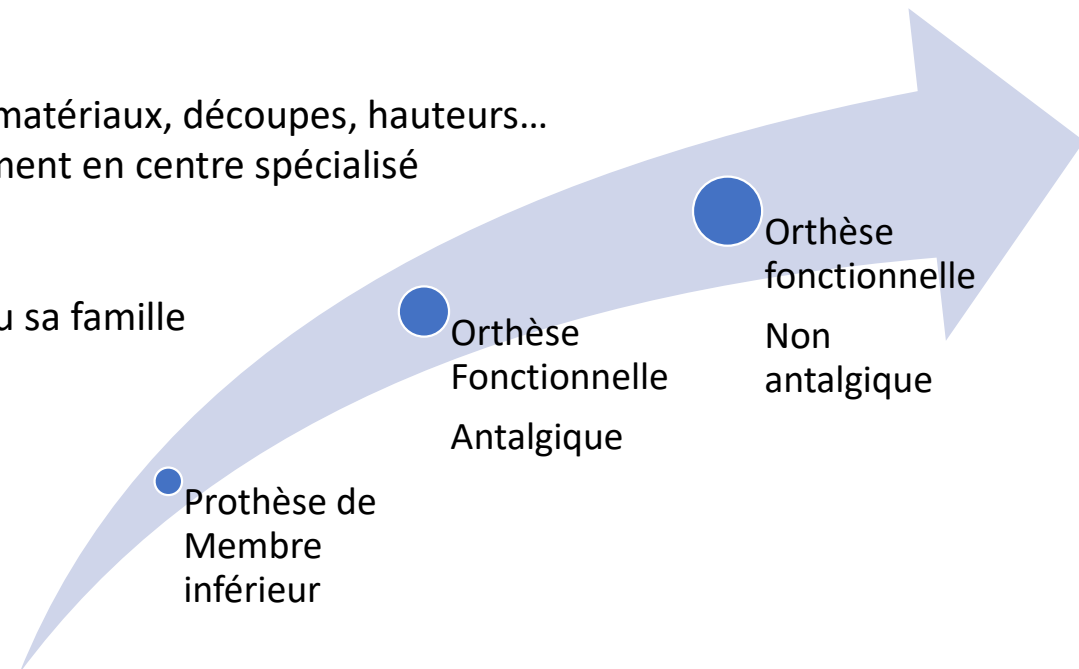 matériaux, découpes, hauteurs…
ment en centre spécialisé
u sa famille
Orthèse
fonctionnelle
Non
antalgique
Orthèse
Fonctionnelle
Antalgique
Prothèse de
Membre
inférieur